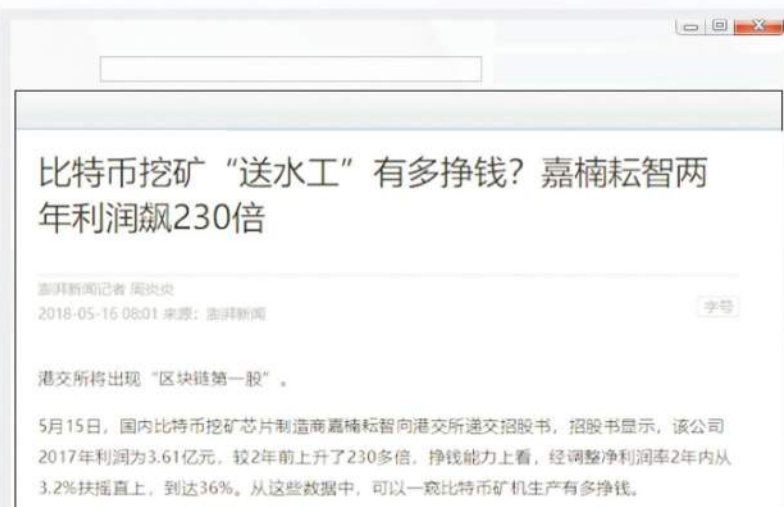 比特币挖矿“送水工”有多挣钱？嘉楠耘智两
年利润飙230倍
澎湃新闻记者 周炎炎
2018-05-16 08:01 来源：澎湃新闻
字号
港交所将出现“区块链第一股”。
5月15日，国内比特币挖矿芯片制造商嘉楠耘智向港交所递交招股书，招股书显示，该公司
2017年利润为3.61亿元，较2年前上升了230多倍，挣钱能力上看，经调整净利润率2年内从
3.2%扶摇直上，到达36%。从这些数据中，可以一窥比特币矿机生产有多挣钱。